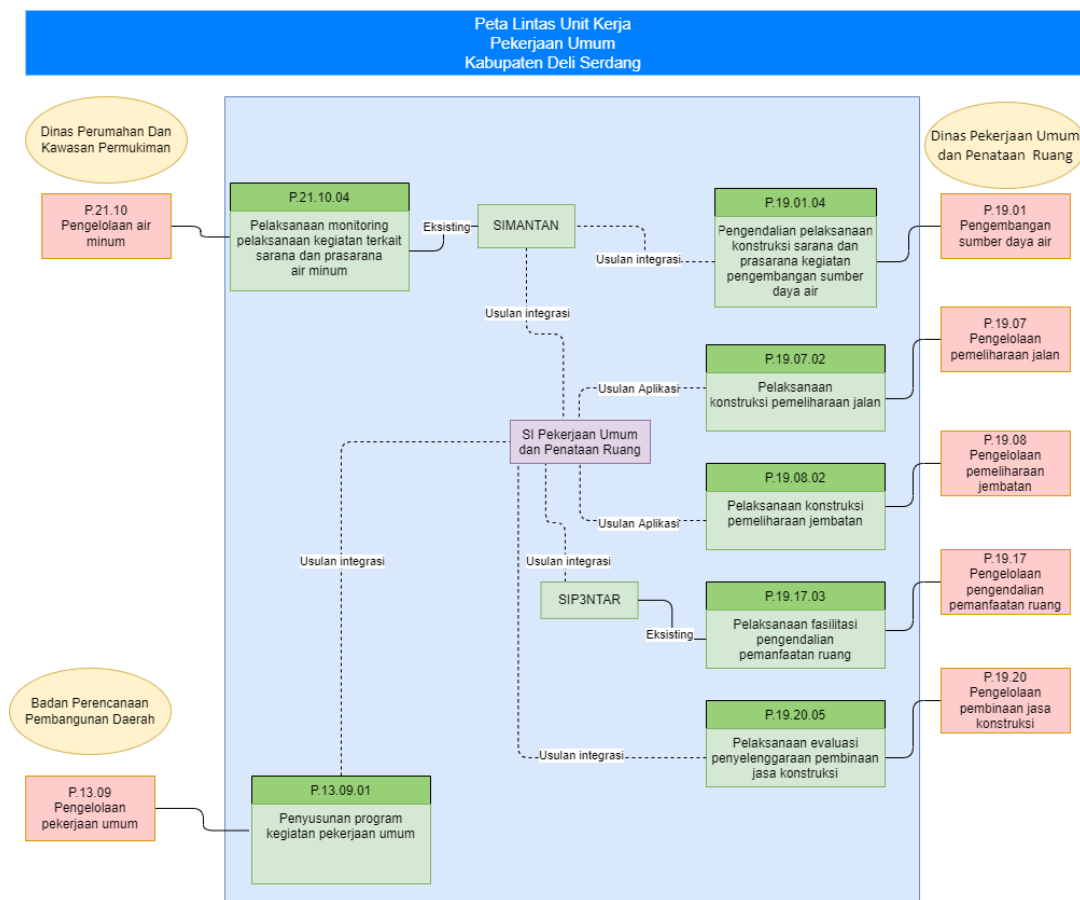 Peta Lintas Unit Kerja
Pekerjaan Umum
Kabupaten Deli Serdang
Dinas Perumahan Dan
Kawasan Permukiman
P.21.10
Pengelolaan air
minum
P.21.10.04
Pelaksanaan monitoring
pelaksanaan kegiatan terkait
sarana dan prasarana
air minum
Eksisting
SIMANTAN
Usulan integrasi
P.19.01.04
Pengendalian pelaksanaan
konstruksi sarana dan
prasarana kegiatan
pengembangan sumber
daya air
Dinas Pekerjaan Umum
dan Penataan Ruang
P.19.01
Pengembangan
sumber daya air
Usulan integrasi
P.19.07
Pengelolaan
pemeliharaan jalan
P.19.07.02
Pelaksanaan
konstruksi pemeliharaan jalan
Usulan Aplikasi
SI Pekerjaan Umum
dan Penataan Ruang
P.19.08
Pengelolaan
pemeliharaan
jembatan
P.19.08.02
Pelaksanaan konstruksi
pemeliharaan jembatan
Usulan Aplikasi
Usulan integrasi
Usulan integrasi
SIP3NTAR
Eksisting
P.19.17.03
Pelaksanaan fasilitasi
pengendalian
pemanfaatan ruang
P.19.17
Pengelolaan
pengendalian
pemanfaatan ruang
P.19.20
Pengelolaan
pembinaan jasa
konstruksi
P.19.20.05
Pelaksanaan evaluasi
penyelenggaraan pembinaan
jasa konstruksi
Usulan integrasi
Badan Perencanaan
Pembangunan Daerah
P.13.09
Pengelolaan
pekerjaan umum
P.13.09.01
Penyusunan program
kegiatan pekerjaan umum